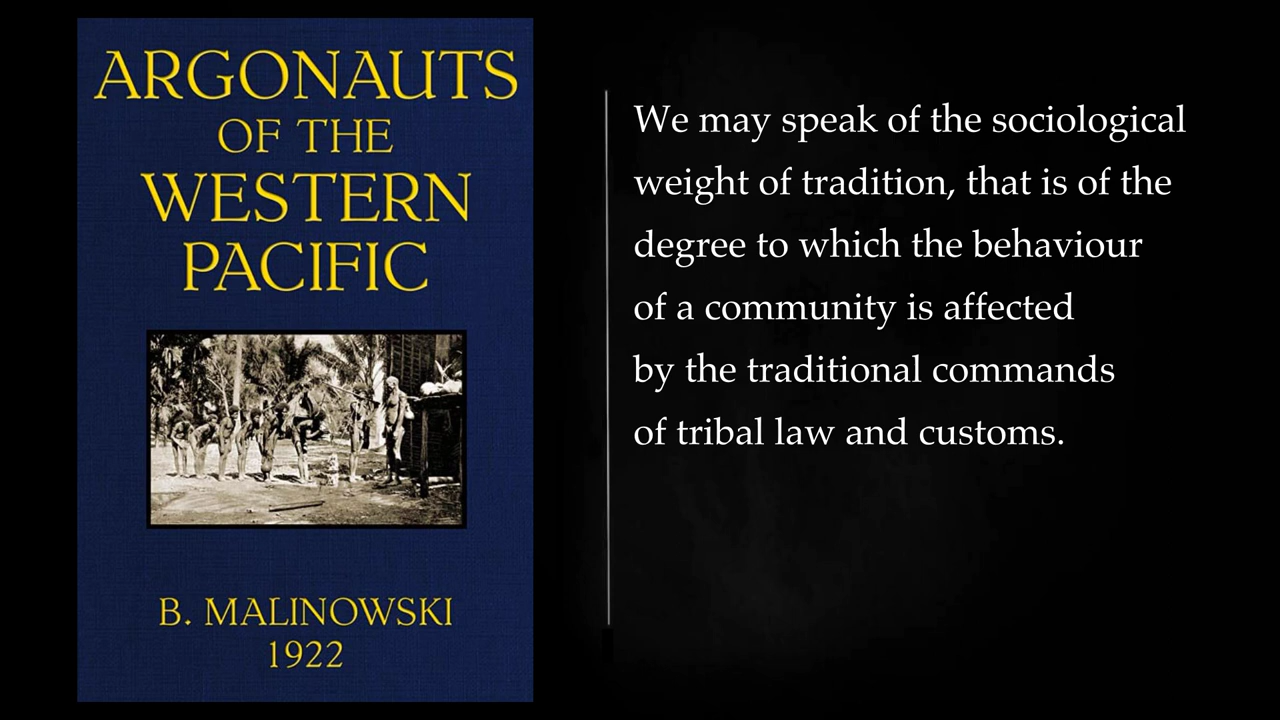 ARGONAUTS
OF THE
WESTERN
PACIFIC
B. MALINOWSKI
1922
We may speak of the sociological
weight of tradition, that is of the
degree to which the behaviour
of a community is affected
by the traditional commands
of tribal law and customs.